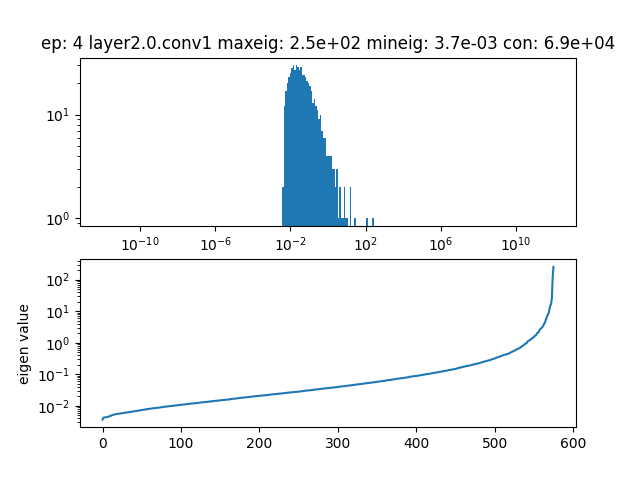 ep: 4 layer2.0.conv1 maxeig: 2.5e+02 mineig: 3.7e-03 con: 6.9e+04
10¹
10⁰
10⁻¹⁰ 10⁻⁶ 10⁻² 10² 10⁶ 10¹⁰
eigen value
10²
10¹
10⁰
10⁻¹
10⁻²
0 100 200 300 400 500 600